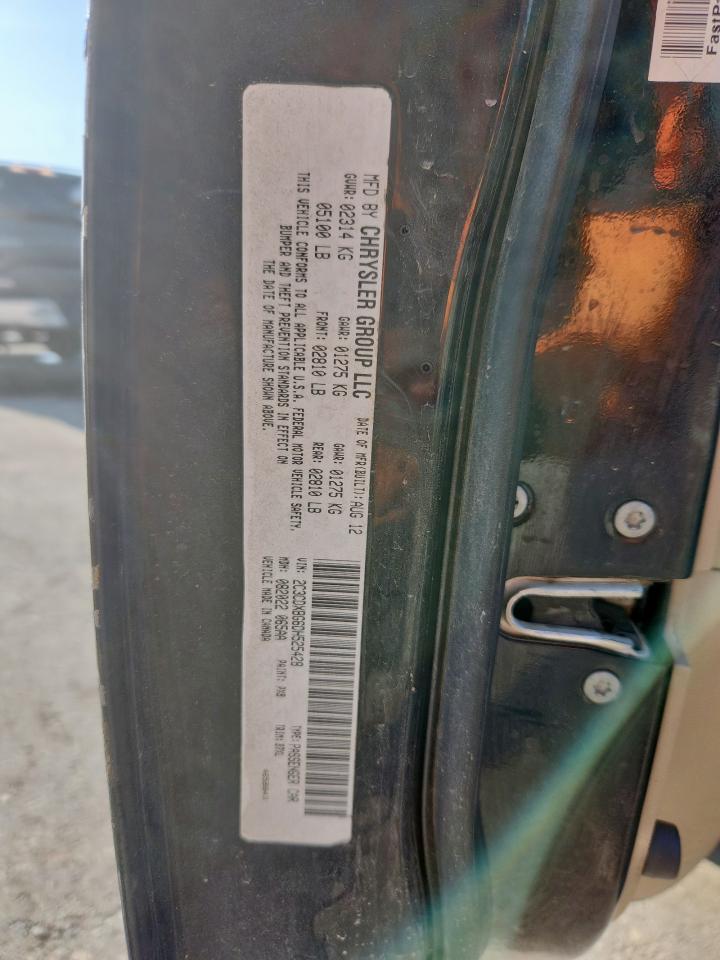 MFD BY CHRYSLER GROUP LLC
DATE OF MFR(BUILT): AUG 12
GVWR: 02314 KG
GAWR: 01275 KG
GAWR: 01275 KG
05100 LB
FRONT: 02810 LB
REAR: 02810 LB
THIS VEHICLE CONFORMS TO ALL APPLICABLE U.S.A. FEDERAL MOTOR VEHICLE SAFETY,
BUMPER AND THEFT PREVENTION STANDARDS IN EFFECT ON
THE DATE OF MANUFACTURE SHOWN ABOVE.
VIN: 2C3CDXBG6DH525428
TYPE: PASSENGER CAR
MDH: 082022 065AA
PAINT: PXB
TRIM:
VEHICLE MADE IN CANADA